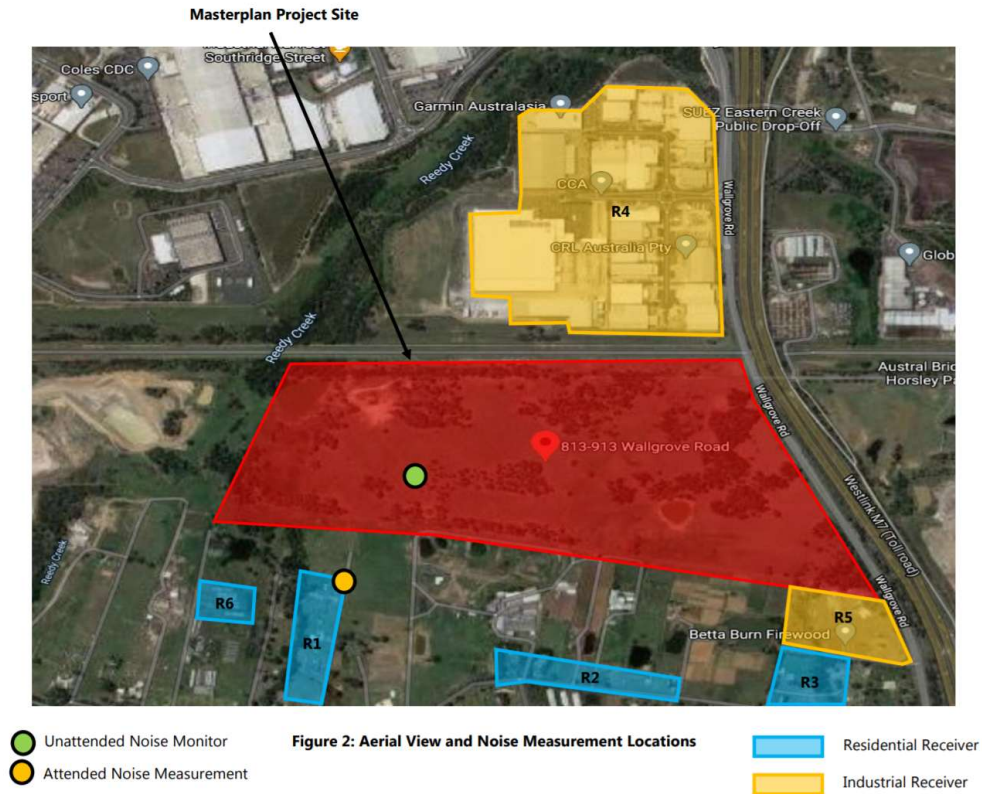 Masterplan Project Site
Southridge Street
Coles CDC
sport
Garmin Australasia
SUEZ Eastern Creek
Public Drop-Off
Reedy Creek
CCA
R4
Wallgrove Rd
CRL Australia Pty
Glob
Reedy Creek
Austral Bric
Horsley Pa
Wallgrove Rd
813-913 Wallgrove Road
Westlink M7 (Toll road)
Reedy Creek
Wallgrove Rd
R6
R1
R5
Betta Burn Firewood
R2
R3
Unattended Noise Monitor
Figure 2: Aerial View and Noise Measurement Locations
Residential Receiver
Attended Noise Measurement
Industrial Receiver